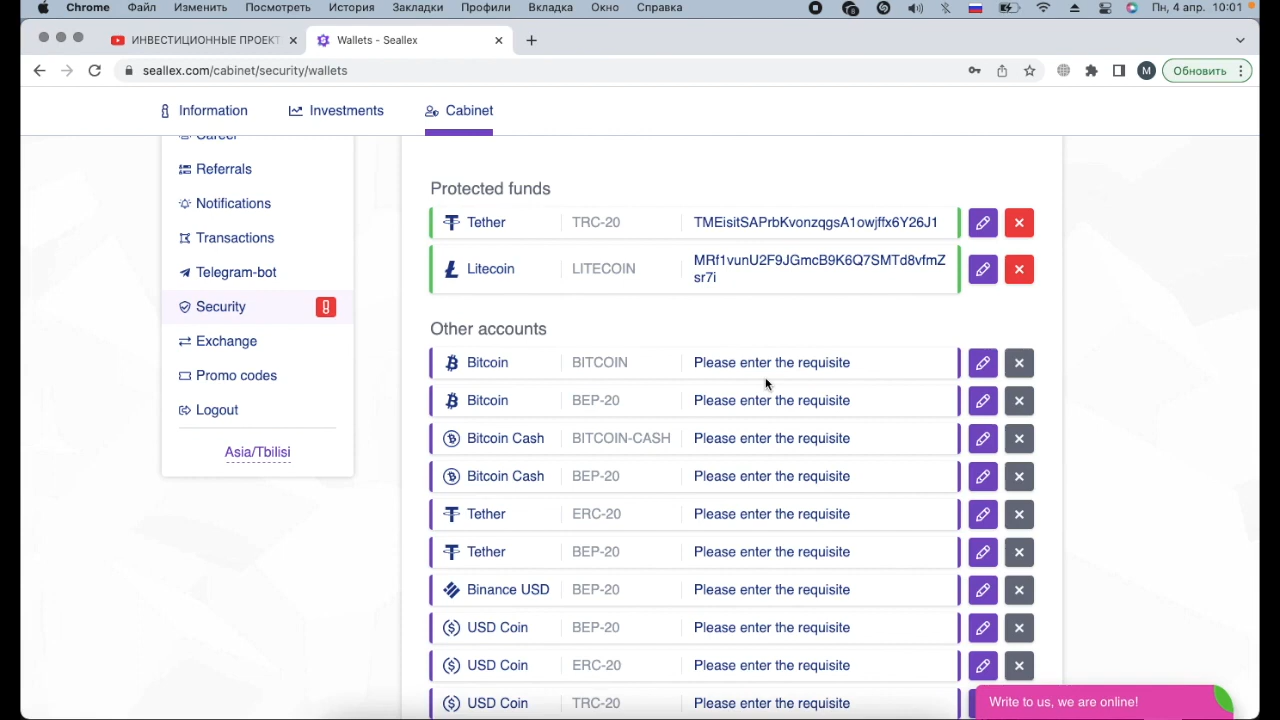 Chrome Файл Изменить Посмотреть История Закладки Профили Вкладка Окно Справка Пн, 4 апр. 10:01
ИНВЕСТИЦИОННЫЕ ПРОЕКТ Wallets - Seallex
seallex.com/cabinet/security/wallets M Обновить
Information Investments Cabinet
Career
Referrals
Notifications
Transactions
Telegram-bot
Security
Exchange
Promo codes
Logout
Asia/Tbilisi
Protected funds
Tether TRC-20 TMEisitSAPrbKvonzqgsA1owjffx6Y26J1
Litecoin LITECOIN MRf1vunU2F9JGmcB9K6Q7SMTd8vfmZ
sr7i
Other accounts
Bitcoin BITCOIN Please enter the requisite
Bitcoin BEP-20 Please enter the requisite
Bitcoin Cash BITCOIN-CASH Please enter the requisite
Bitcoin Cash BEP-20 Please enter the requisite
Tether ERC-20 Please enter the requisite
Tether BEP-20 Please enter the requisite
Binance USD BEP-20 Please enter the requisite
USD Coin BEP-20 Please enter the requisite
USD Coin ERC-20 Please enter the requisite
USD Coin TRC-20 Please enter the requisite
Write to us, we are online!